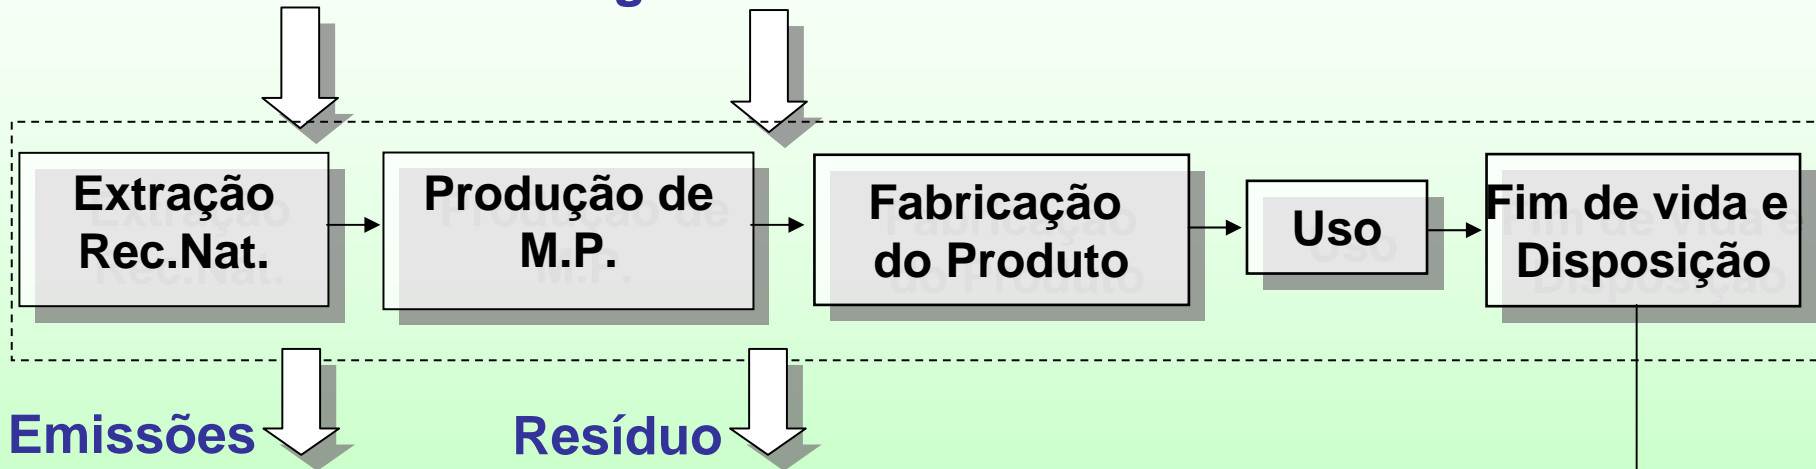 Extração
Rec.Nat.
Produção de
M.P.
Fabricação
do Produto
Uso
Fim de vida e
Disposição
Emissões
Resíduo